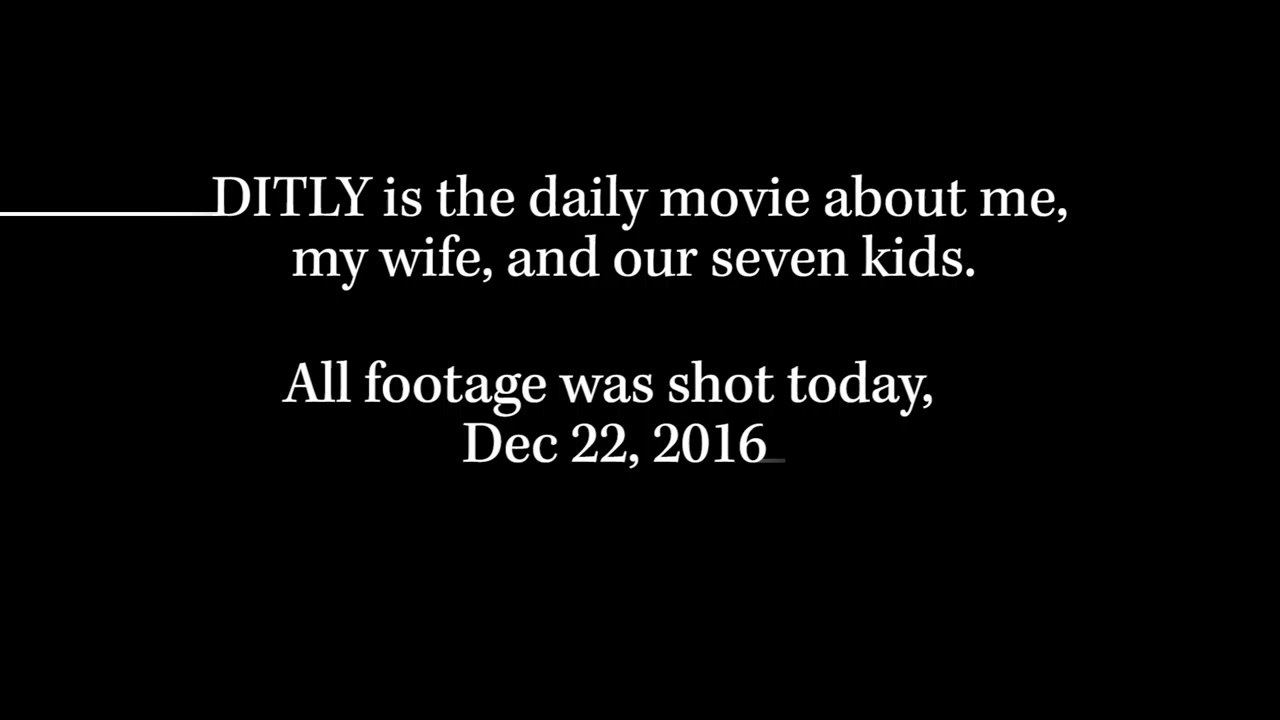 DITLY is the daily movie about me,
my wife, and our seven kids.
All footage was shot today,
Dec 22, 2016